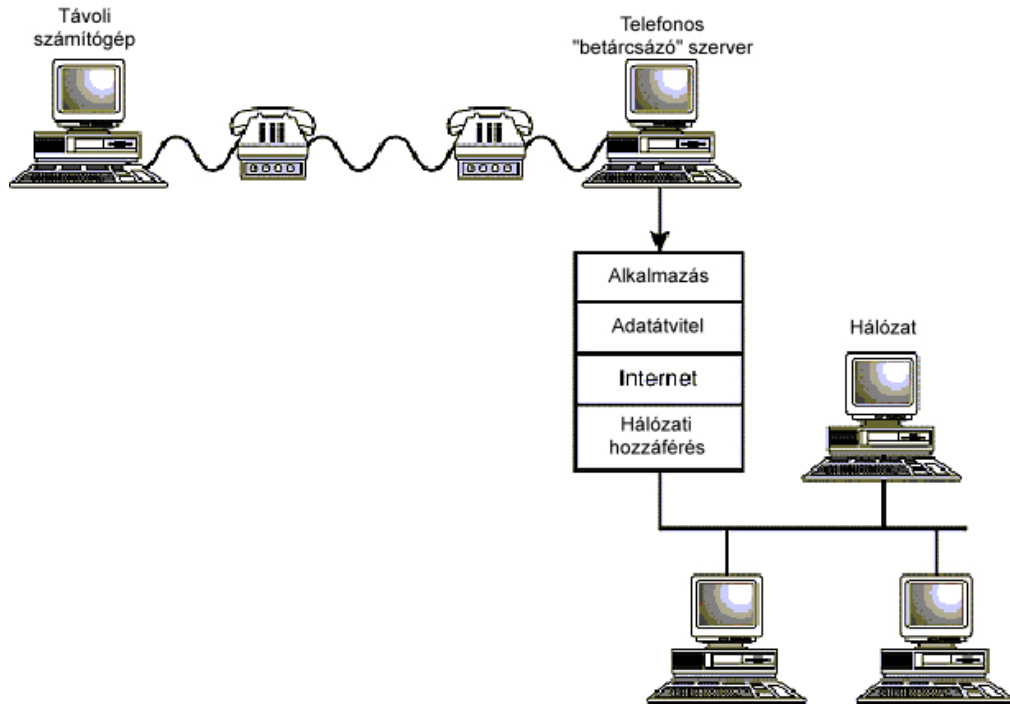 Távoli
számítógép
Telefonos
"betárcsázó" szerver
Alkalmazás
Adatátvitel
Internet
Hálózati
hozzáférés
Hálózat